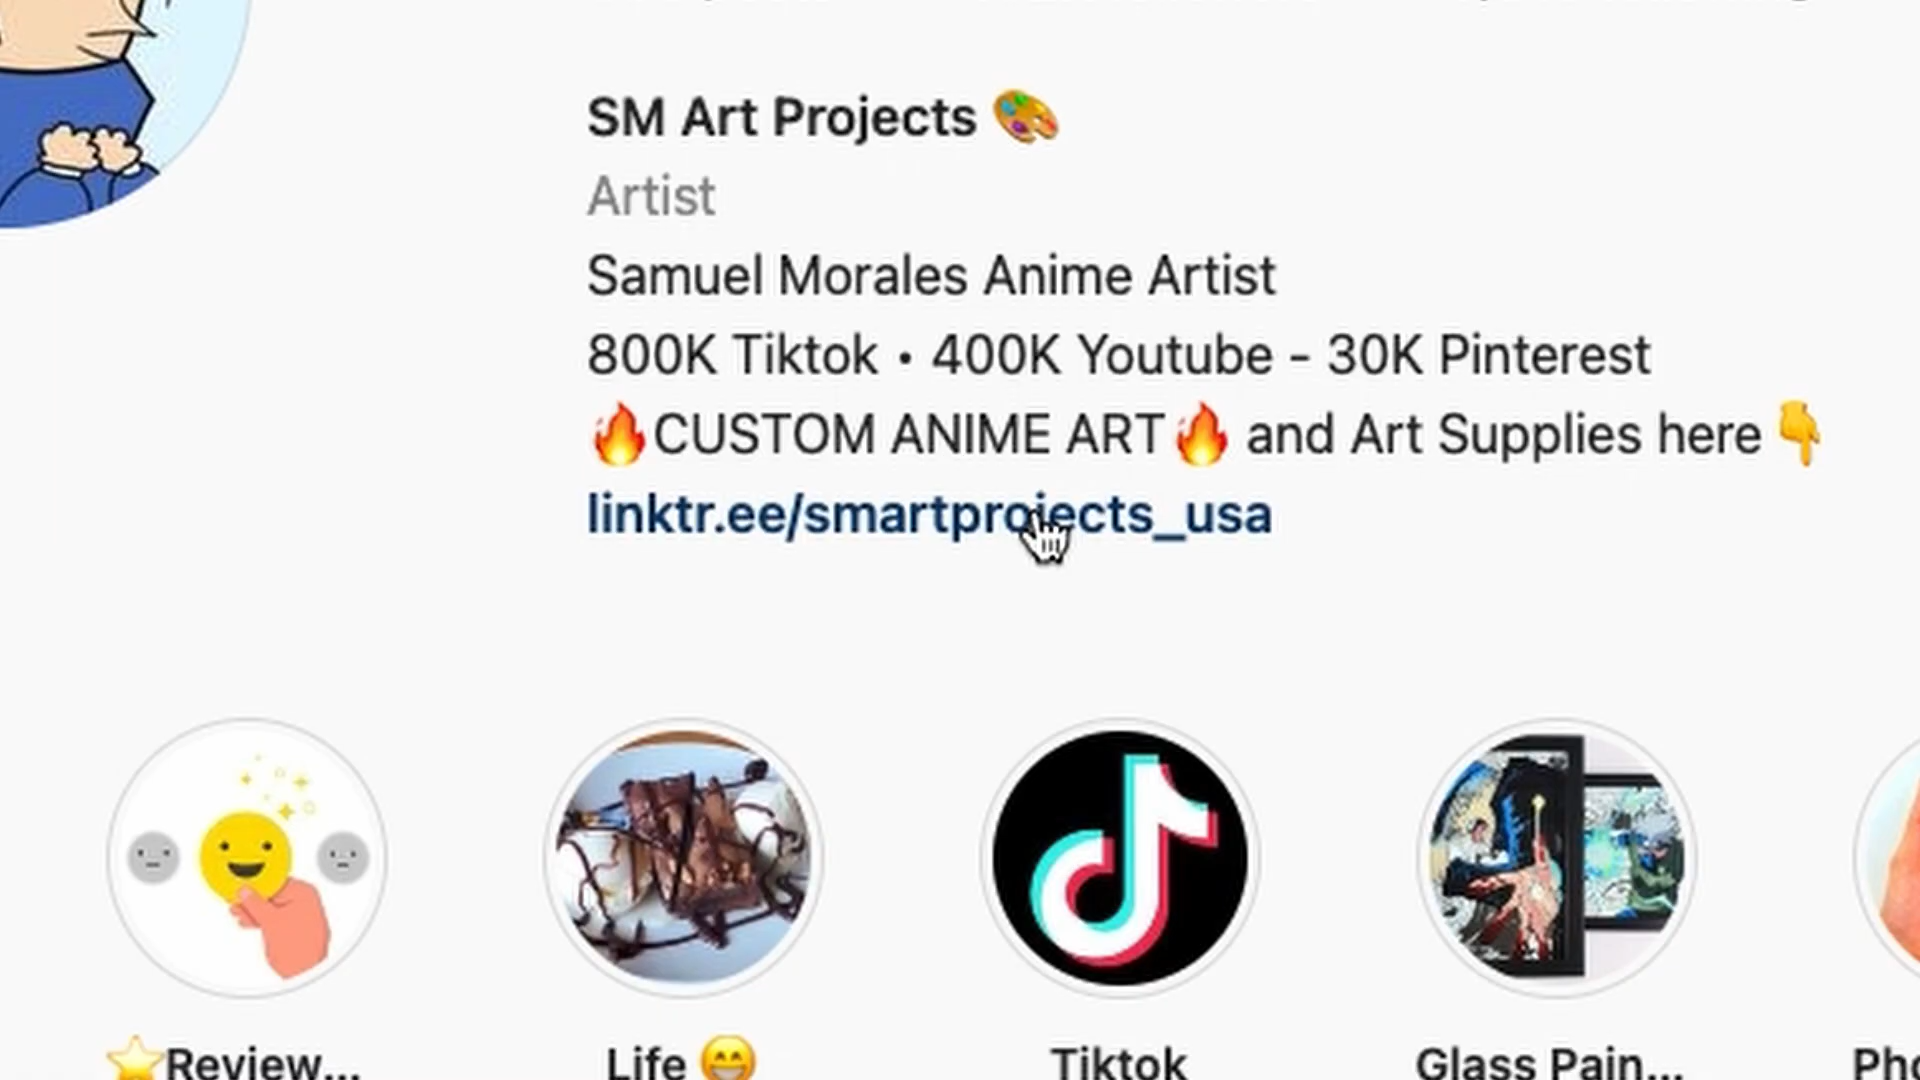 SM Art Projects 🎨
Artist
Samuel Morales Anime Artist
800K Tiktok • 400K Youtube - 30K Pinterest
🔥CUSTOM ANIME ART🔥 and Art Supplies here👇
linktr.ee/smartprojects_usa
⭐Review...
Life 😁
Tiktok
Glass Pain...